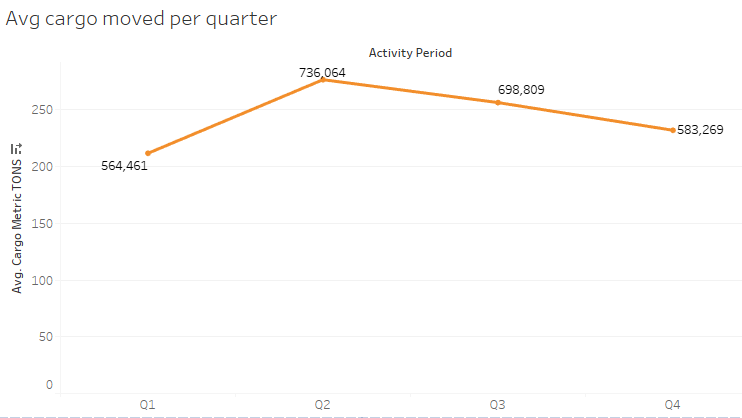 Avg cargo moved per quarter
Activity Period
Avg. Cargo Metric TONS
250
200
150
100
50
0
564,461
736,064
698,809
583,269
Q1
Q2
Q3
Q4